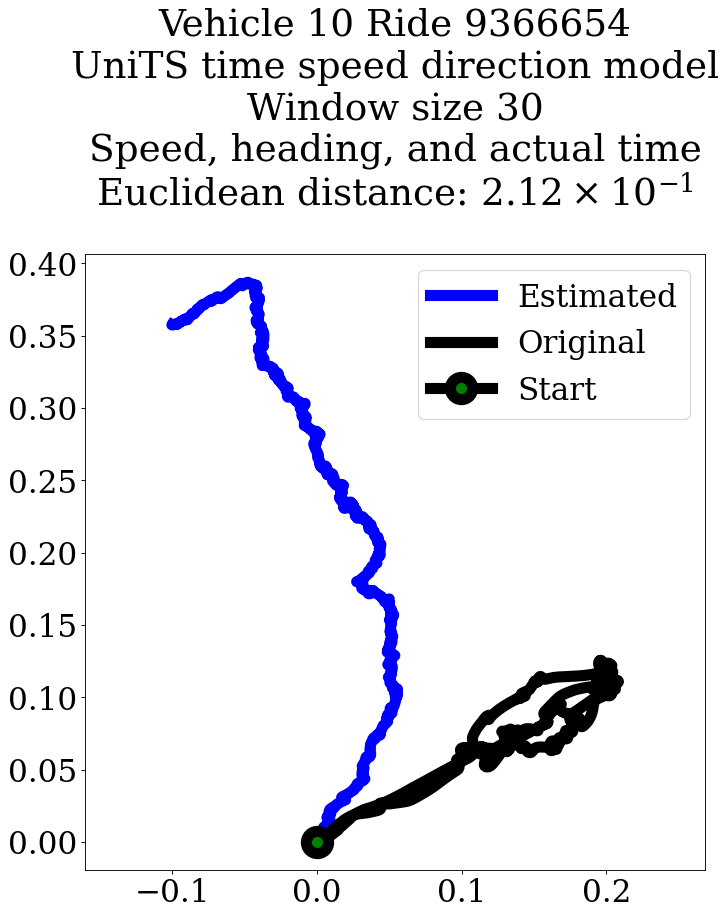 Vehicle 10 Ride 9366654
UniTS time speed direction model
Window size 30
Speed, heading, and actual time
Euclidean distance: 2.12 × 10⁻¹
0.40
0.35
0.30
0.25
0.20
0.15
0.10
0.05
0.00
Estimated
Original
Start
−0.1 0.0 0.1 0.2